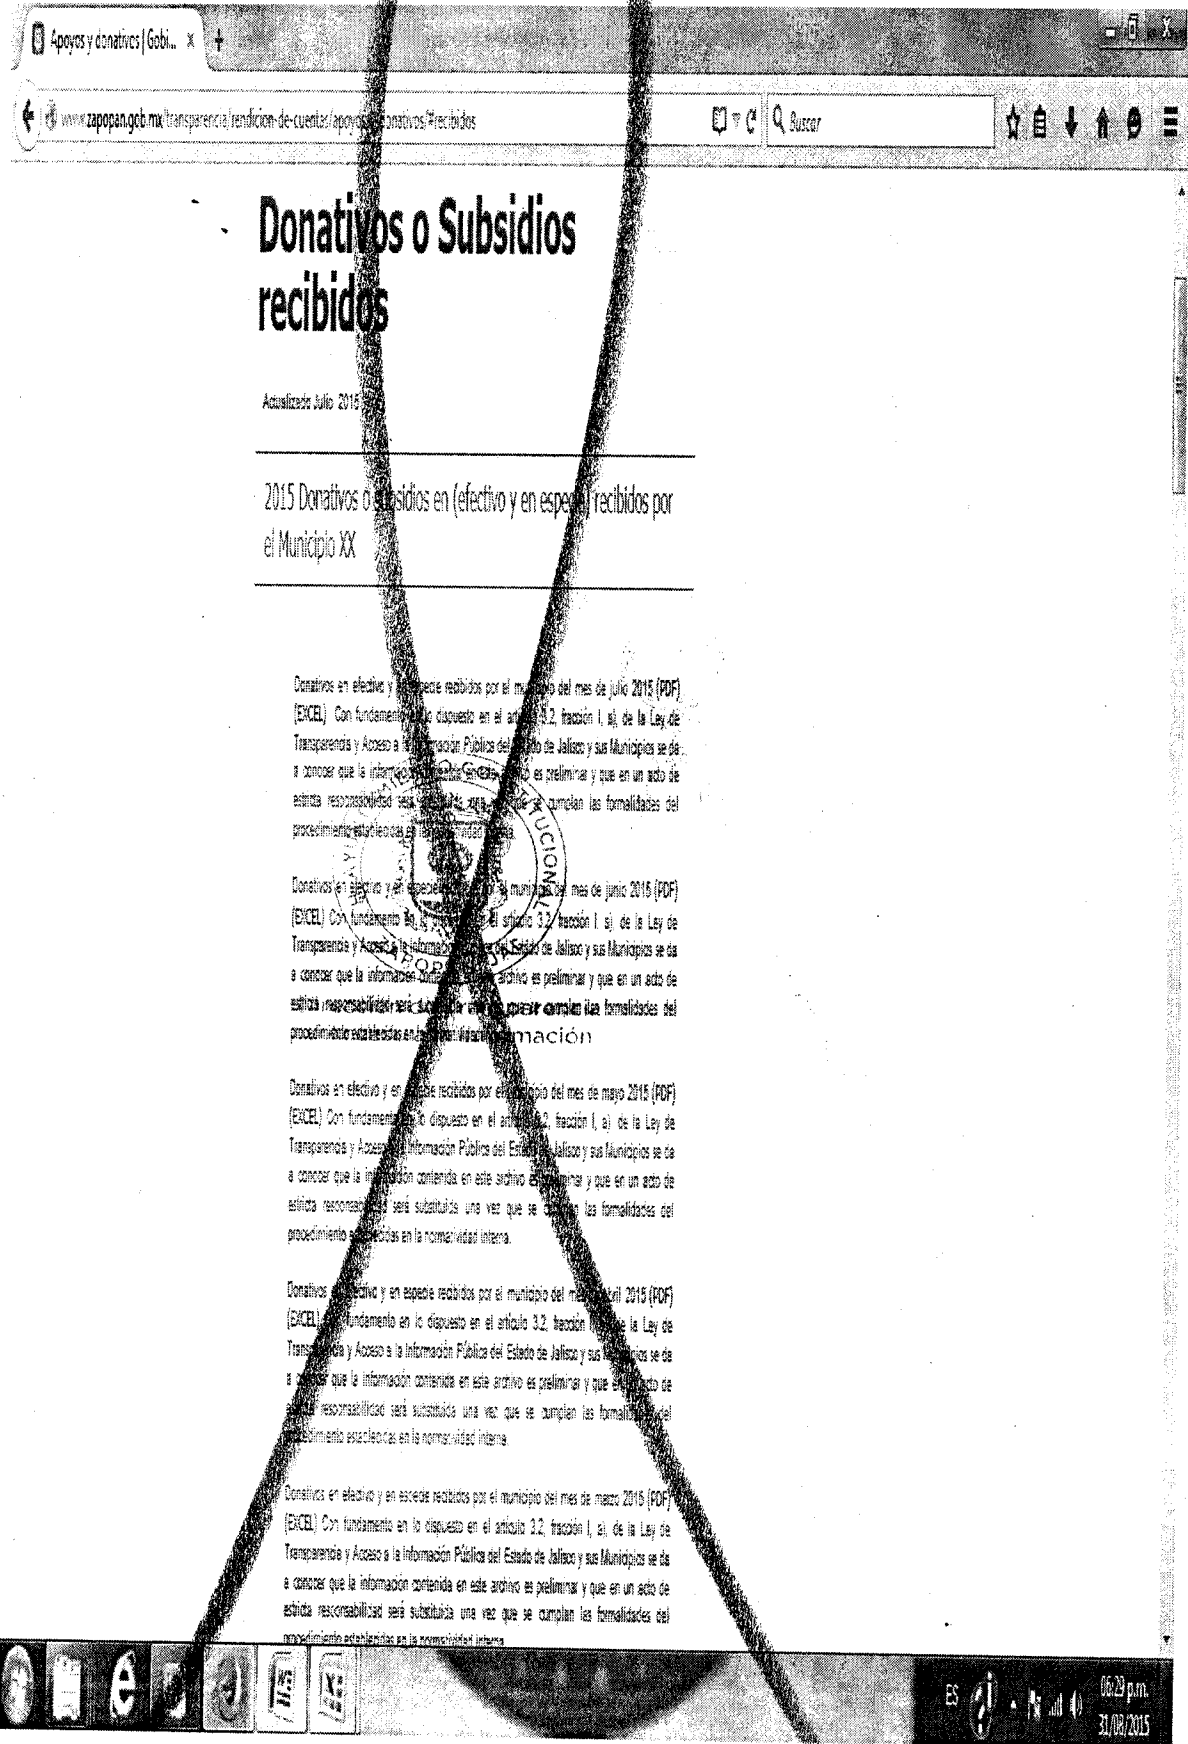 Apoyos y donativos | Gobi... x +
www.zapopan.gob.mx/transparencia/rendicion-de-cuentas/apoyos donativos/#recibidos
Buscar
Donativos o Subsidios
recibidos
Actualizada Julio 2015
2015 Donativos o subsidios en (efectivo y en especie) recibidos por
el Municipio XX
Donativos en efectivo y en especie recibidos por el municipio del mes de julio 2015 (PDF)
(EXCEL) Con fundamento en lo dispuesto en el artículo 3.2, fracción I, a), de la Ley de
Transparencia y Acceso a la Información Pública del Estado de Jalisco y sus Municipios se da
a conocer que la información es preliminar y que en un acto de
estricta responsabilidad será que se cumplan las formalidades del
procedimiento establecidas en la
Donativos en efectivo y en especie el municipio del mes de junio 2015 (PDF)
(EXCEL) Con fundamento en lo el artículo 3.2, fracción I, a), de la Ley de
Transparencia y Acceso a la Información del Estado de Jalisco y sus Municipios se da
a conocer que la información archivo es preliminar y que en un acto de
estricta responsabilidad será que se cumplan las formalidades del
procedimiento establecidas en la
CONSTITUCIONAL
ZAPOPAN, JAL.
mación
Donativos en efectivo y en especie recibidos por el municipio del mes de mayo 2015 (PDF)
(EXCEL) Con fundamento en lo dispuesto en el artículo 3.2, fracción I, a), de la Ley de
Transparencia y Acceso a la Información Pública del Estado de Jalisco y sus Municipios se da
a conocer que la información contenida en este archivo es preliminar y que en un acto de
estricta responsabilidad será substituida una vez que se cumplan las formalidades del
procedimiento establecidas en la normatividad interna.
Donativos en efectivo y en especie recibidos por el municipio del mes de abril 2015 (PDF)
(EXCEL) Con fundamento en lo dispuesto en el artículo 3.2, fracción I, a), de la Ley de
Transparencia y Acceso a la Información Pública del Estado de Jalisco y sus Municipios se da
a conocer que la información contenida en este archivo es preliminar y que en un acto de
estricta responsabilidad será substituida una vez que se cumplan las formalidades del
procedimiento establecidas en la normatividad interna.
Donativos en efectivo y en especie recibidos por el municipio del mes de marzo 2015 (PDF)
(EXCEL) Con fundamento en lo dispuesto en el artículo 3.2, fracción I, a), de la Ley de
Transparencia y Acceso a la Información Pública del Estado de Jalisco y sus Municipios se da
a conocer que la información contenida en este archivo es preliminar y que en un acto de
estricta responsabilidad será substituida una vez que se cumplan las formalidades del
procedimiento establecidas en la normatividad interna.
ES
06:29 p.m.
31/08/2015